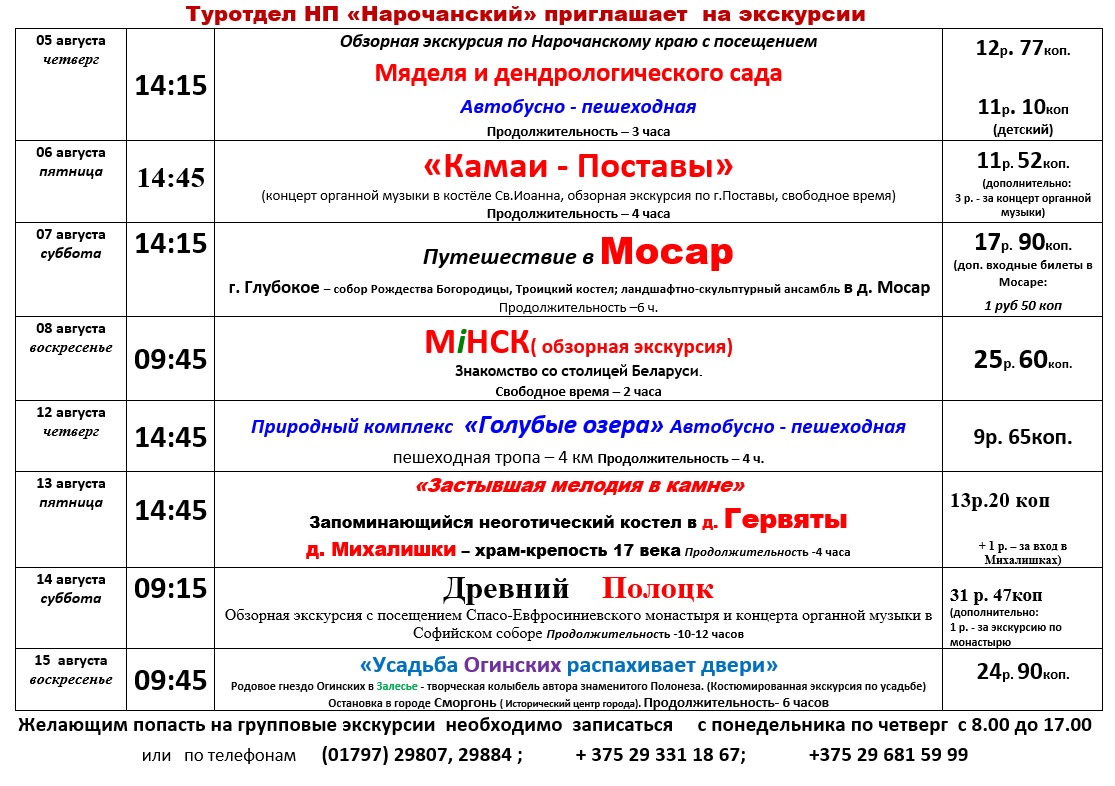 Туротдел НП «Нарочанский» приглашает на экскурсии
05 августа
четверг
14:15
Обзорная экскурсия по Нарочанскому краю с посещением
Мяделя и дендрологического сада
Автобусно - пешеходная
Продолжительность – 3 часа
12р. 77коп.
11р. 10коп
(детский)
06 августа
пятница
14:45
«Камаи - Поставы»
(концерт органной музыки в костёле Св.Иоанна, обзорная экскурсия по г.Поставы, свободное время)
Продолжительность – 4 часа
11р. 52коп.
(дополнительно:
3 р. - за концерт органной
музыки)
07 августа
суббота
14:15
Путешествие в Мосар
г. Глубокое – собор Рождества Богородицы, Троицкий костел; ландшафтно-скульптурный ансамбль в д. Мосар
Продолжительность –6 ч.
17р. 90коп.
(доп. входные билеты в
Мосаре:
1 руб 50 коп
08 августа
воскресенье
09:45
МiНСК( обзорная экскурсия)
Знакомство со столицей Беларуси.
Свободное время – 2 часа
25р. 60коп.
12 августа
четверг
14:45
Природный комплекс «Голубые озера» Автобусно - пешеходная
пешеходная тропа – 4 км Продолжительность – 4 ч.
9р. 65коп.
13 августа
пятница
14:45
«Застывшая мелодия в камне»
Запоминающийся неоготический костел в д. Гервяты
д. Михалишки – храм-крепость 17 века Продолжительность -4 часа
13р.20 коп
+ 1 р. – за вход в
Михалишках)
14 августа
суббота
09:15
Древний Полоцк
Обзорная экскурсия с посещением Спасо-Евфросиниевского монастыря и концерта органной музыки в
Софийском соборе Продолжительность -10-12 часов
31 р. 47коп
(дополнительно:
1 р. - за экскурсию по
монастырю
15 августа
воскресенье
09:45
«Усадьба Огинских распахивает двери»
Родовое гнездо Огинских в Залесье - творческая колыбель автора знаменитого Полонеза. (Костюмированная экскурсия по усадьбе)
Остановка в городе Сморгонь ( Исторический центр города). Продолжительность- 6 часов
24р. 90коп.
Желающим попасть на групповые экскурсии необходимо записаться с понедельника по четверг с 8.00 до 17.00
или по телефонам (01797) 29807, 29884 ; + 375 29 331 18 67; +375 29 681 59 99